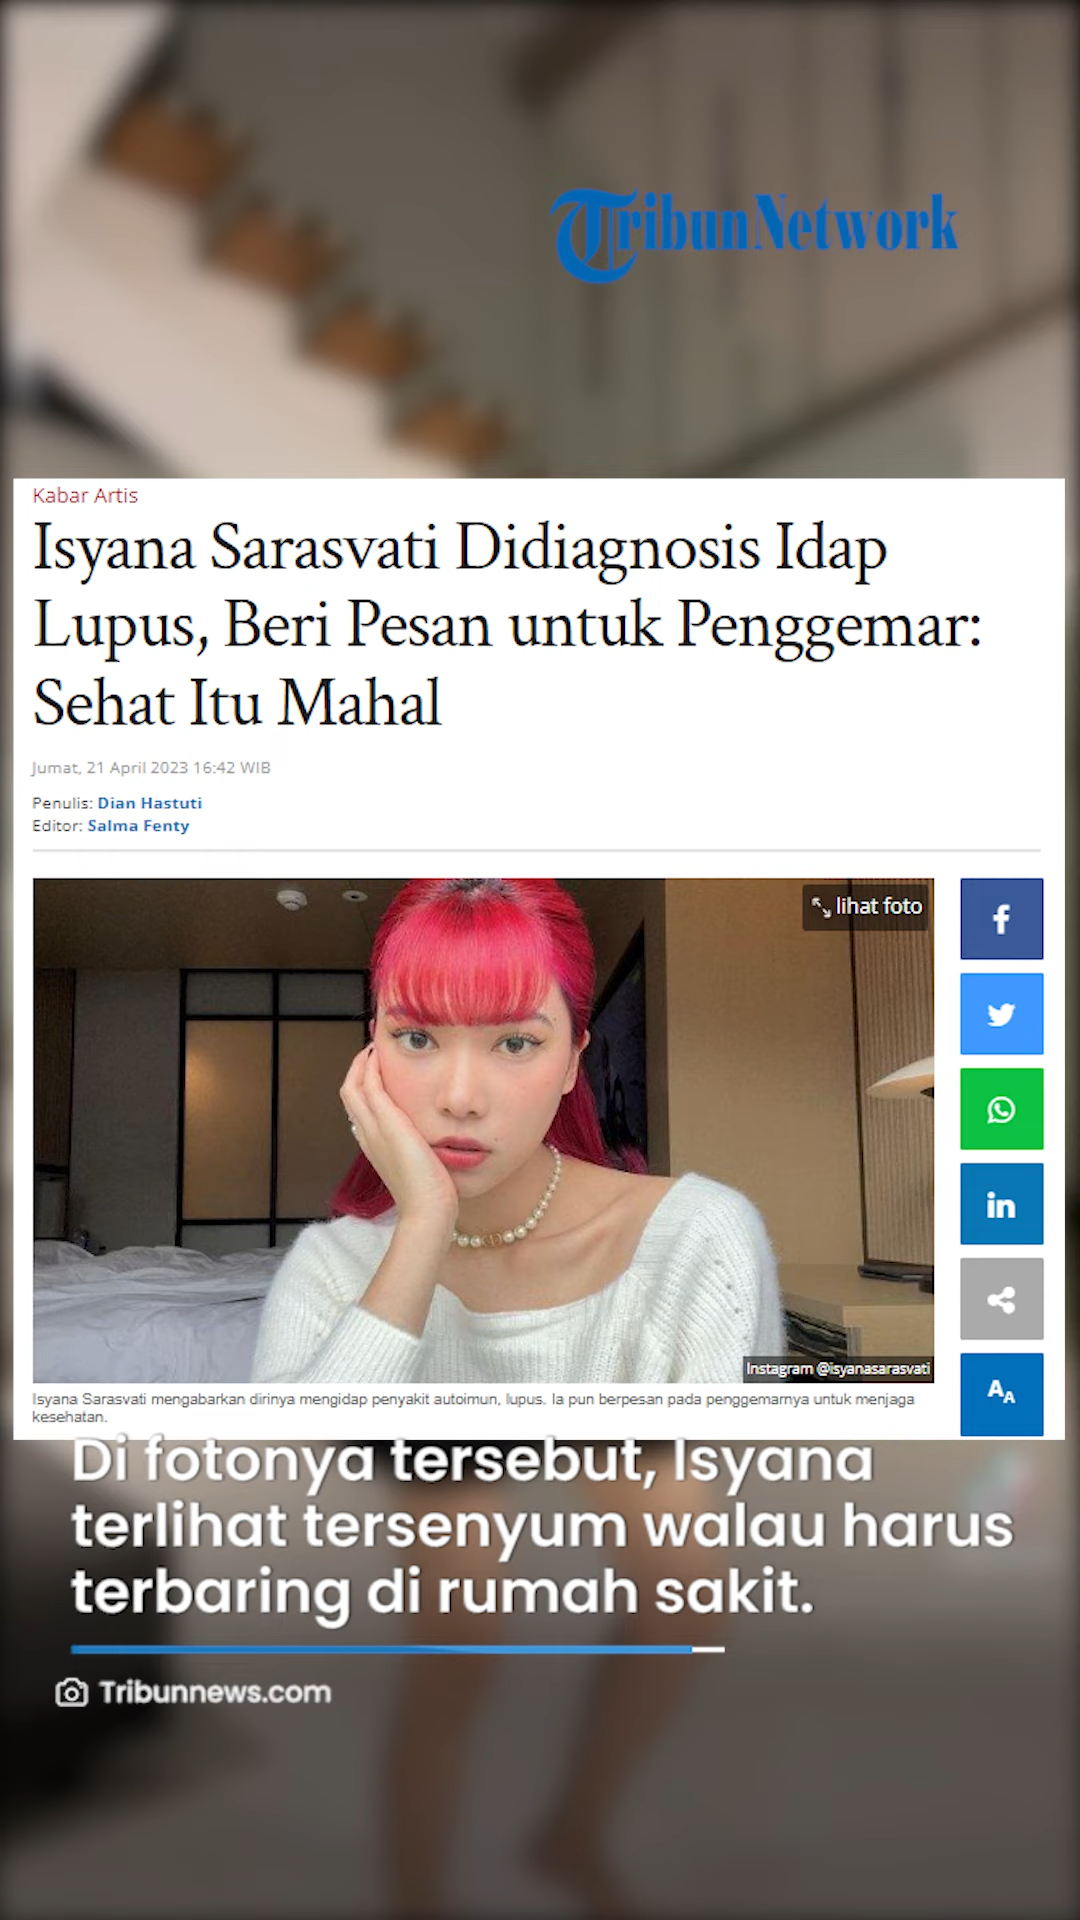 TribunNetwork
Kabar Artis
Isyana Sarasvati Didiagnosis Idap
Lupus, Beri Pesan untuk Penggemar:
Sehat Itu Mahal
Jumat, 21 April 2023 16:42 WIB
Penulis: Dian Hastuti
Editor: Salma Fenty
lihat foto
f
in
Instagram @isyanasarasvati
AA
Isyana Sarasvati mengabarkan dirinya mengidap penyakit autoimun, lupus. Ia pun berpesan pada penggemarnya untuk menjaga
kesehatan.
Di fotonya tersebut, Isyana
terlihat tersenyum walau harus
terbaring di rumah sakit.
Tribunnews.com